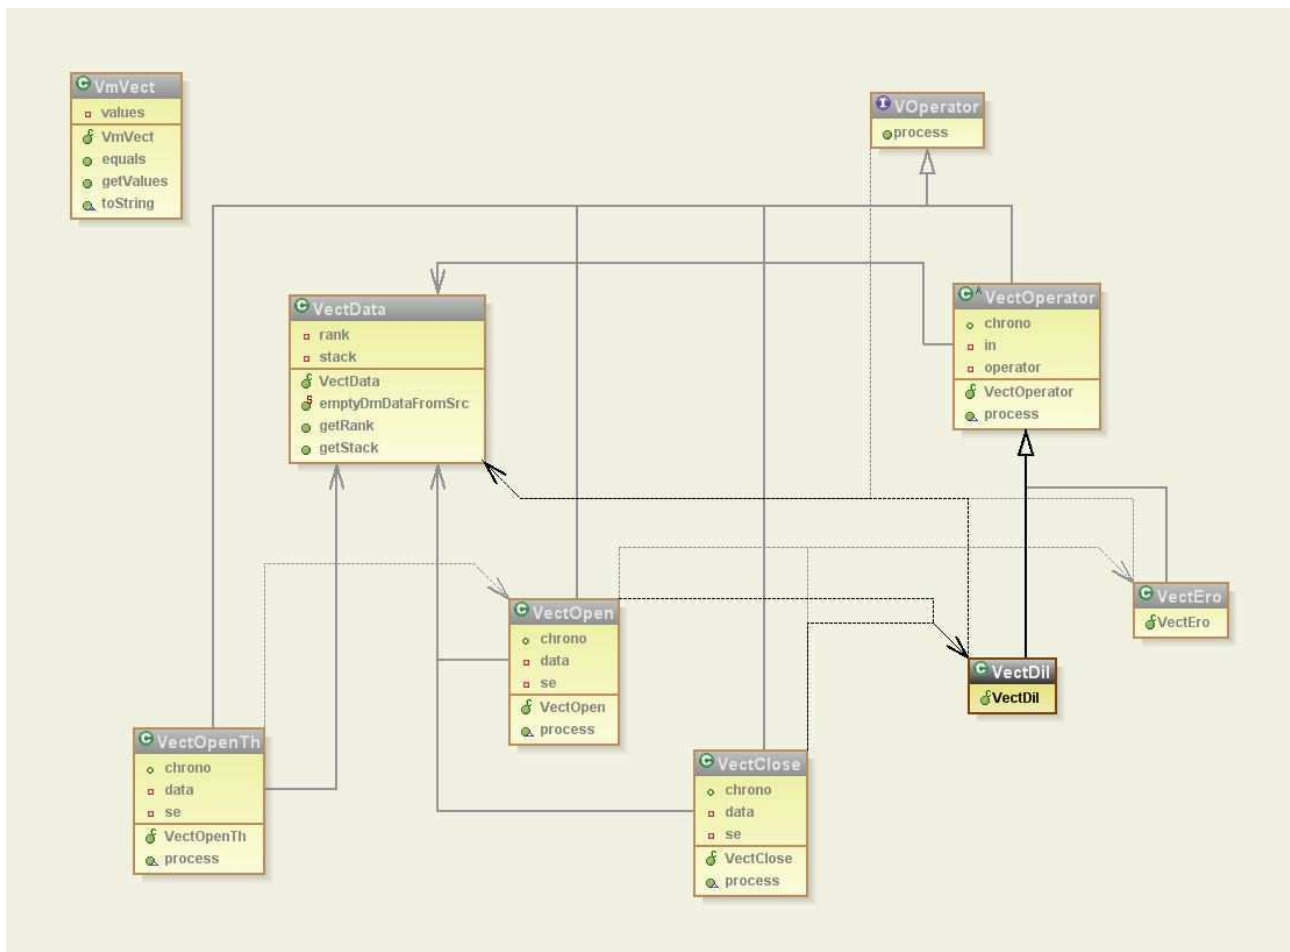 VmVect
values
VmVect
equals
getValues
toString
I VOperator
process
C VectData
rank
stack
VectData
emptyDmDataFromSrc
getRank
getStack
C A VectOperator
chrono
in
operator
VectOperator
process
C VectOpen
chrono
data
se
VectOpen
process
C VectEro
VectEro
C VectDil
VectDil
C VectOpenTh
chrono
data
se
VectOpenTh
process
C VectClose
chrono
data
se
VectClose
process